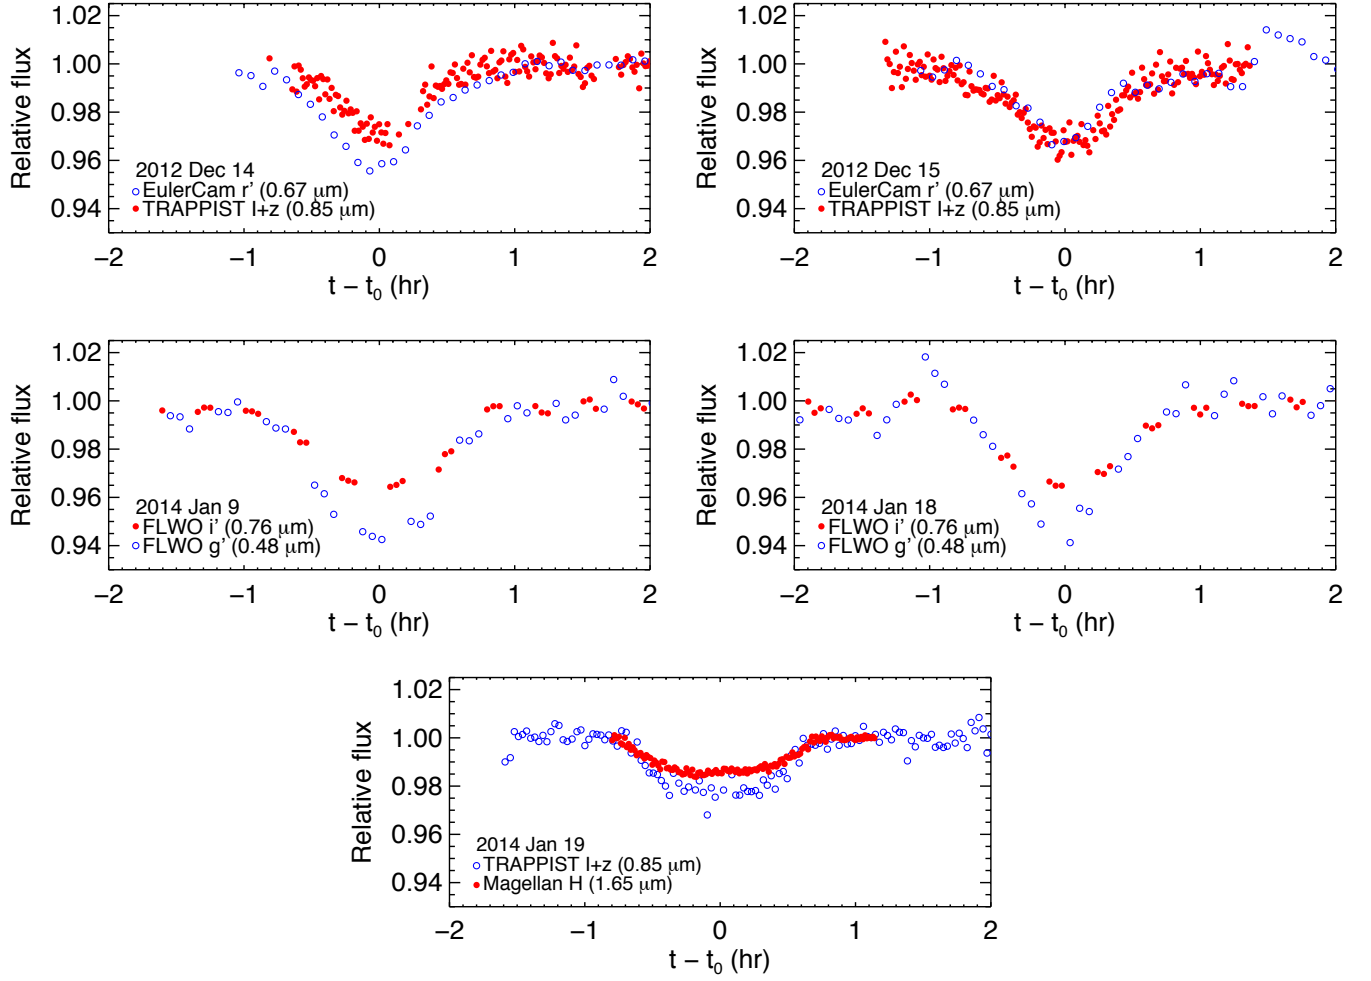 1.02
1.00
0.98
0.96
0.94
Relative flux
2012 Dec 14
EulerCam r' (0.67 μm)
TRAPPIST I+z (0.85 μm)
−2 −1 0 1 2
t − t₀ (hr)
1.02
1.00
0.98
0.96
0.94
Relative flux
2012 Dec 15
EulerCam r' (0.67 μm)
TRAPPIST I+z (0.85 μm)
−2 −1 0 1 2
t − t₀ (hr)
1.02
1.00
0.98
0.96
0.94
Relative flux
2014 Jan 9
FLWO i' (0.76 μm)
FLWO g' (0.48 μm)
−2 −1 0 1 2
t − t₀ (hr)
1.02
1.00
0.98
0.96
0.94
Relative flux
2014 Jan 18
FLWO i' (0.76 μm)
FLWO g' (0.48 μm)
−2 −1 0 1 2
t − t₀ (hr)
1.02
1.00
0.98
0.96
0.94
Relative flux
2014 Jan 19
TRAPPIST I+z (0.85 μm)
Magellan H (1.65 μm)
−2 −1 0 1 2
t − t₀ (hr)